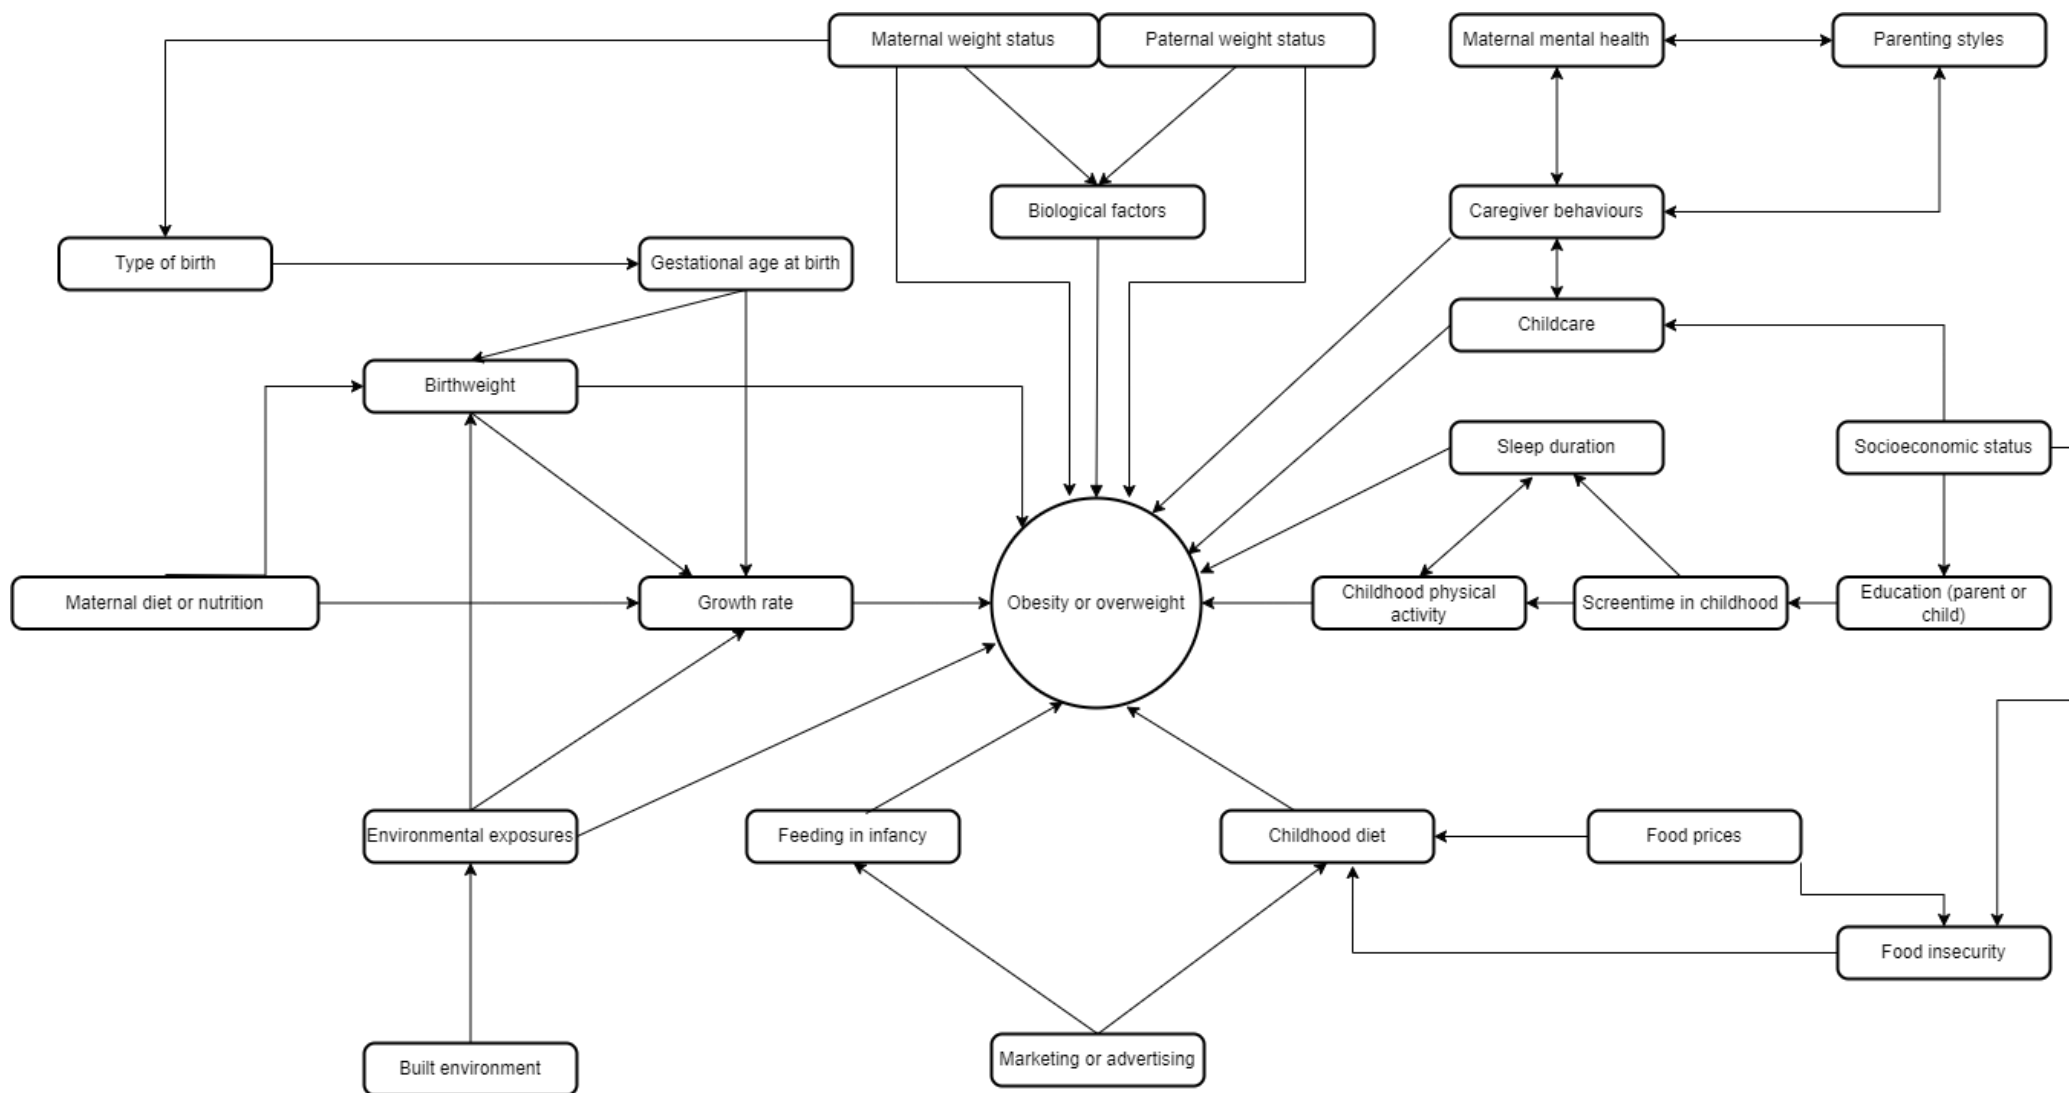 Maternal weight status
Paternal weight status
Maternal mental health
Parenting styles
Biological factors
Caregiver behaviours
Type of birth
Gestational age at birth
Childcare
Birthweight
Sleep duration
Socioeconomic status
Maternal diet or nutrition
Growth rate
Obesity or overweight
Childhood physical
activity
Screentime in childhood
Education (parent or
child)
Environmental exposures
Feeding in infancy
Childhood diet
Food prices
Food insecurity
Built environment
Marketing or advertising